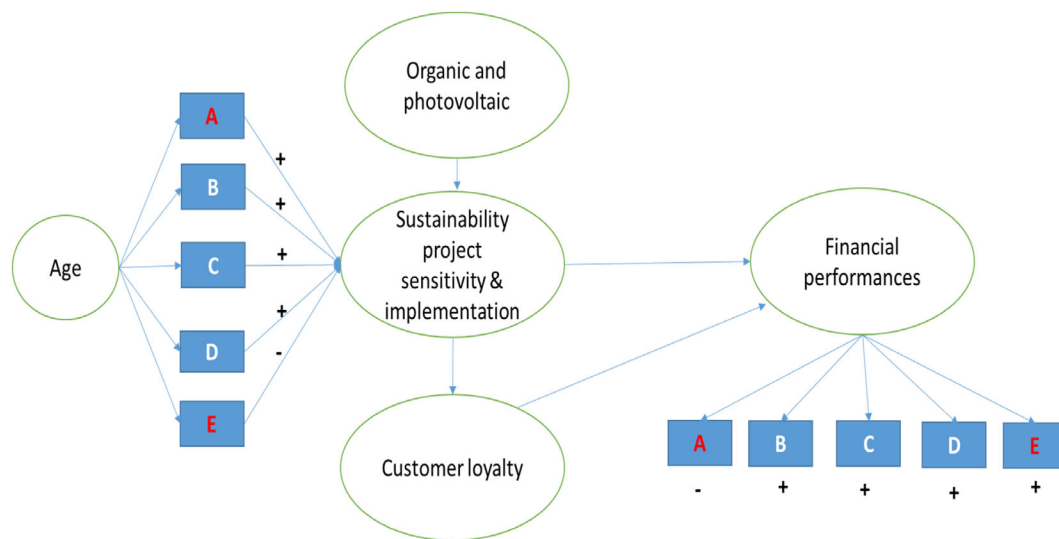 Organic and
photovoltaic
A
+
B
+
Age
C
+
Sustainability
project
sensitivity &
implementation
Financial
performances
D
+
-
E
Customer loyalty
A
B
C
D
E
-
+
+
+
+